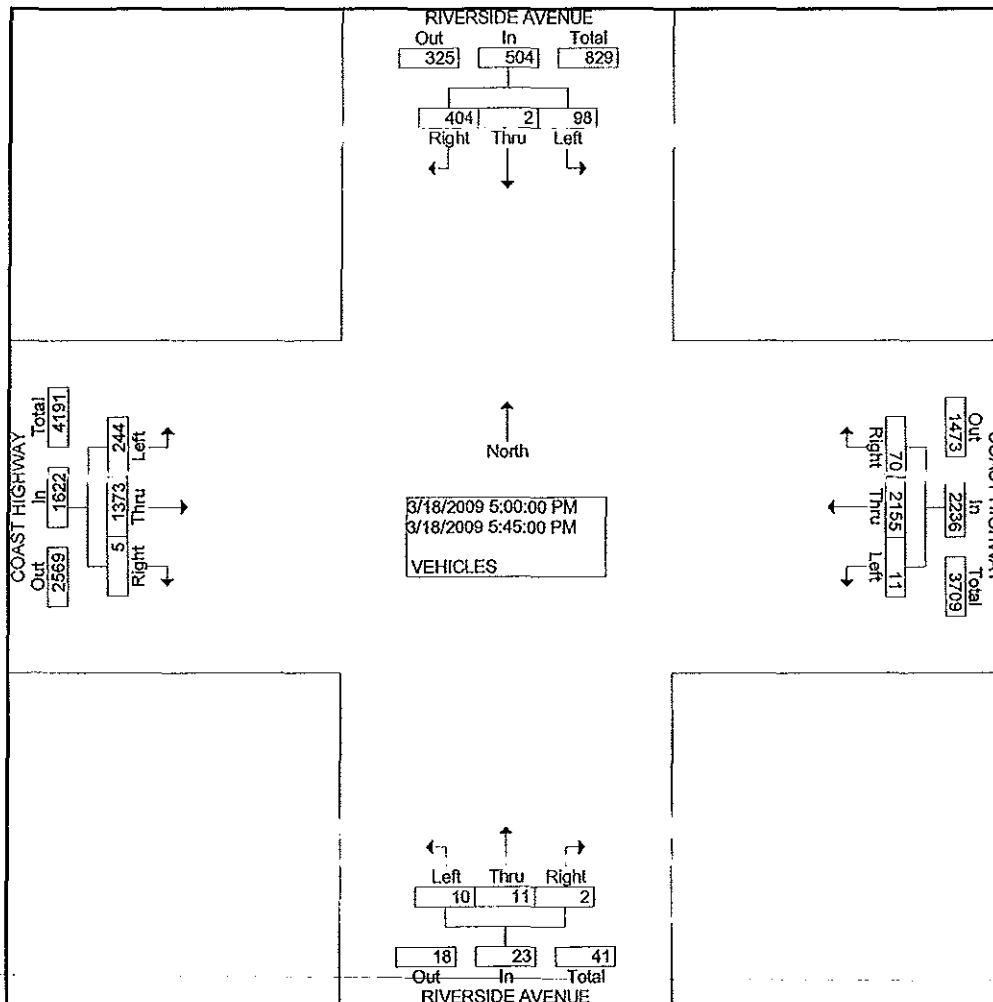 RIVERSIDE AVENUE
Out In Total
325 504 829
404 2 98
Right Thru Left
COAST HIGHWAY
Total In Out
4191 1622 2569
244 1373 5
Left Thru Right
North
3/18/2009 5:00:00 PM
3/18/2009 5:45:00 PM
VEHICLES
Right Thru Left
70 2155 11
Out In Total
1473 2236 3709
Left Thru Right
10 11 2
18 23 41
Out In Total
RIVERSIDE AVENUE